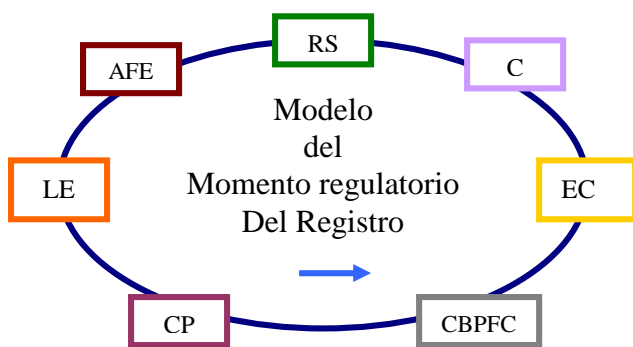 RS
AFE
C
Modelo
del
Momento regulatorio
Del Registro
LE
EC
CP
CBPFC